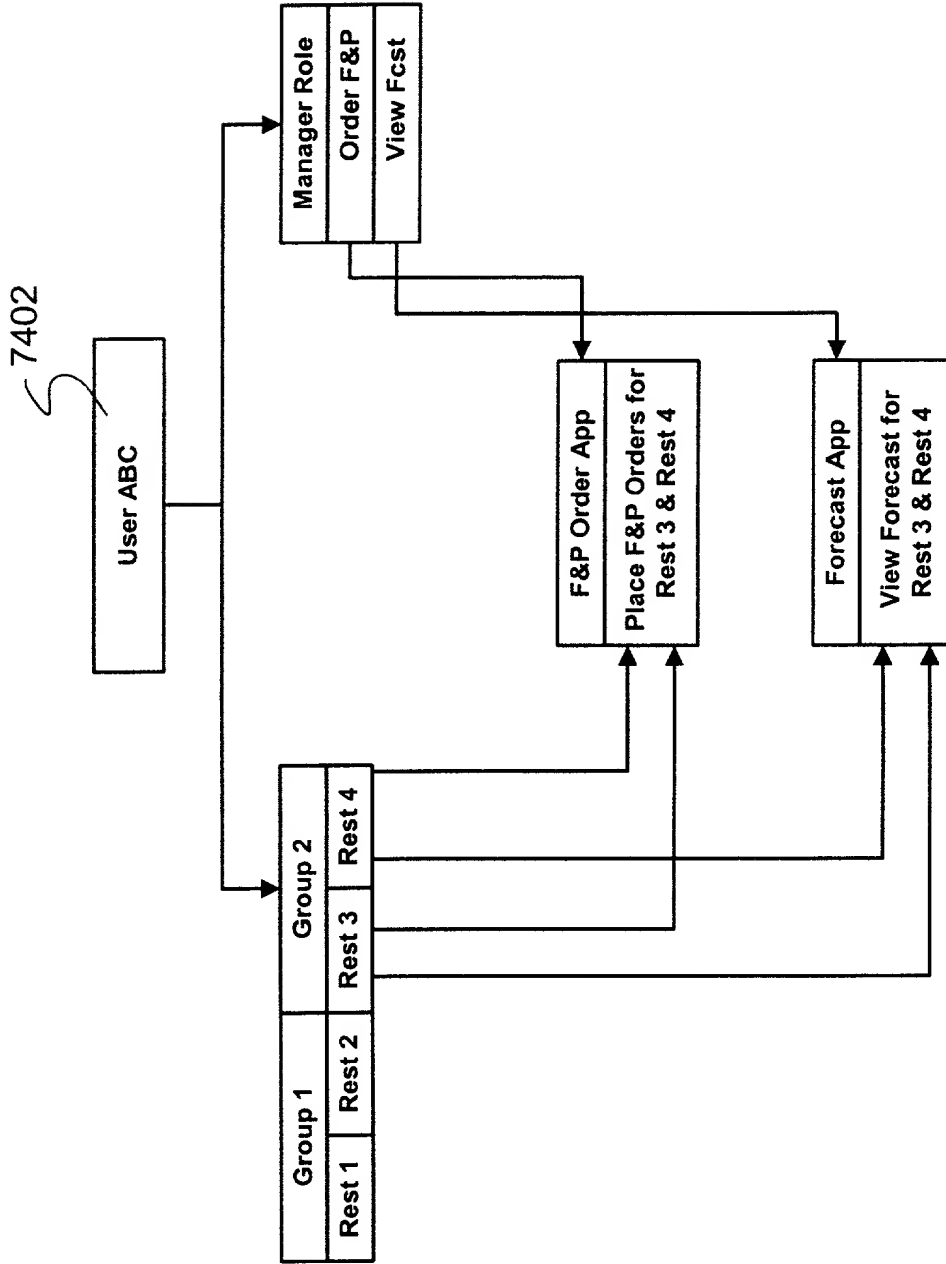 7402
User ABC
Group 1
Group 2
Rest 1
Rest 2
Rest 3
Rest 4
Manager Role
Order F&P
View Fcst
F&P Order App
Place F&P Orders for
Rest 3 & Rest 4
Forecast App
View Forecast for
Rest 3 & Rest 4